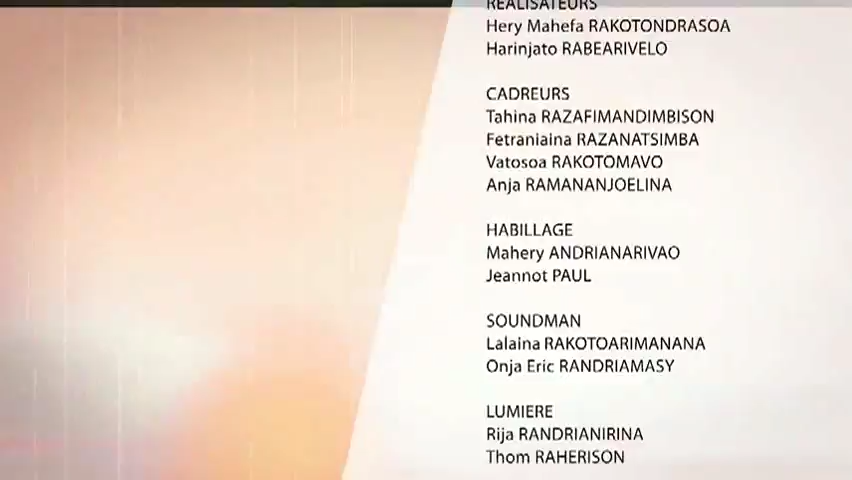 REALISATEURS
Hery Mahefa RAKOTONDRASOA
Harinjato RABEARIVELO
CADREURS
Tahina RAZAFIMANDIMBISON
Fetraniaina RAZANATSIMBA
Vatosoa RAKOTOMAVO
Anja RAMANANJOELINA
HABILLAGE
Mahery ANDRIANARIVAO
Jeannot PAUL
SOUNDMAN
Lalaina RAKOTOARIMANANA
Onja Eric RANDRIAMASY
LUMIERE
Rija RANDRIANIRINA
Thom RAHERISON